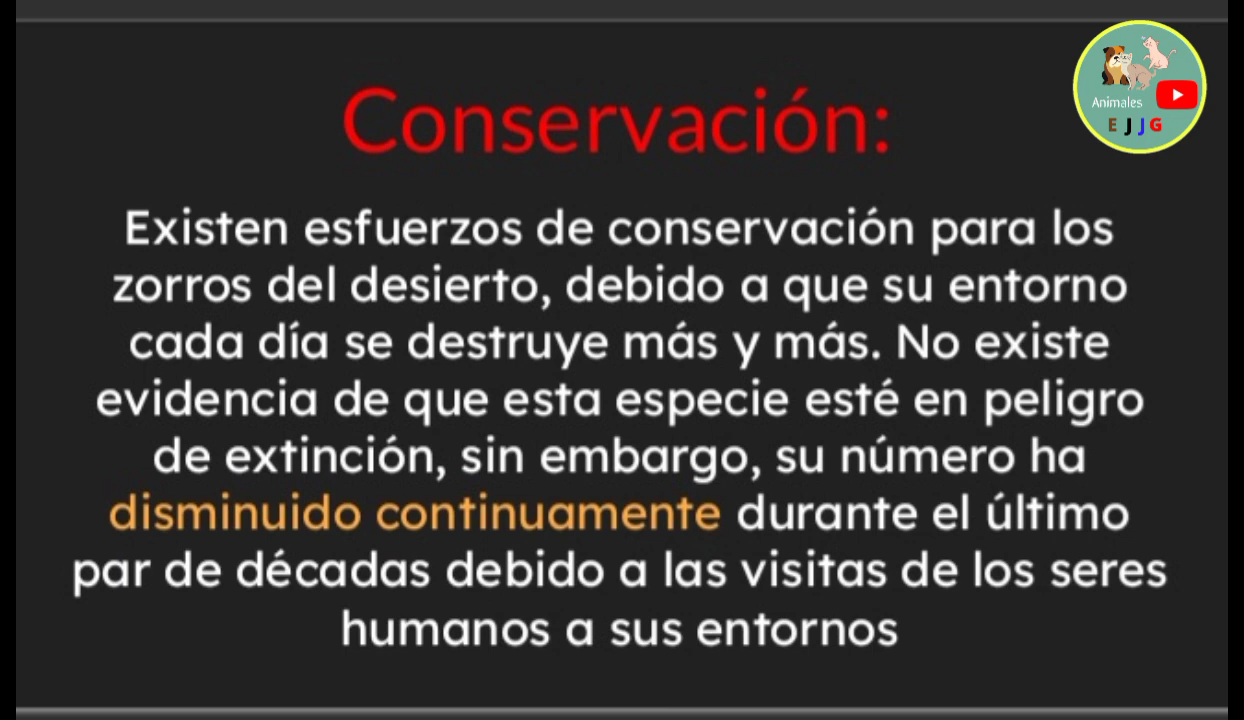 Conservación:
Existen esfuerzos de conservación para los
zorros del desierto, debido a que su entorno
cada día se destruye más y más. No existe
evidencia de que esta especie esté en peligro
de extinción, sin embargo, su número ha
disminuido continuamente durante el último
par de décadas debido a las visitas de los seres
humanos a sus entornos
Animales
E J J G